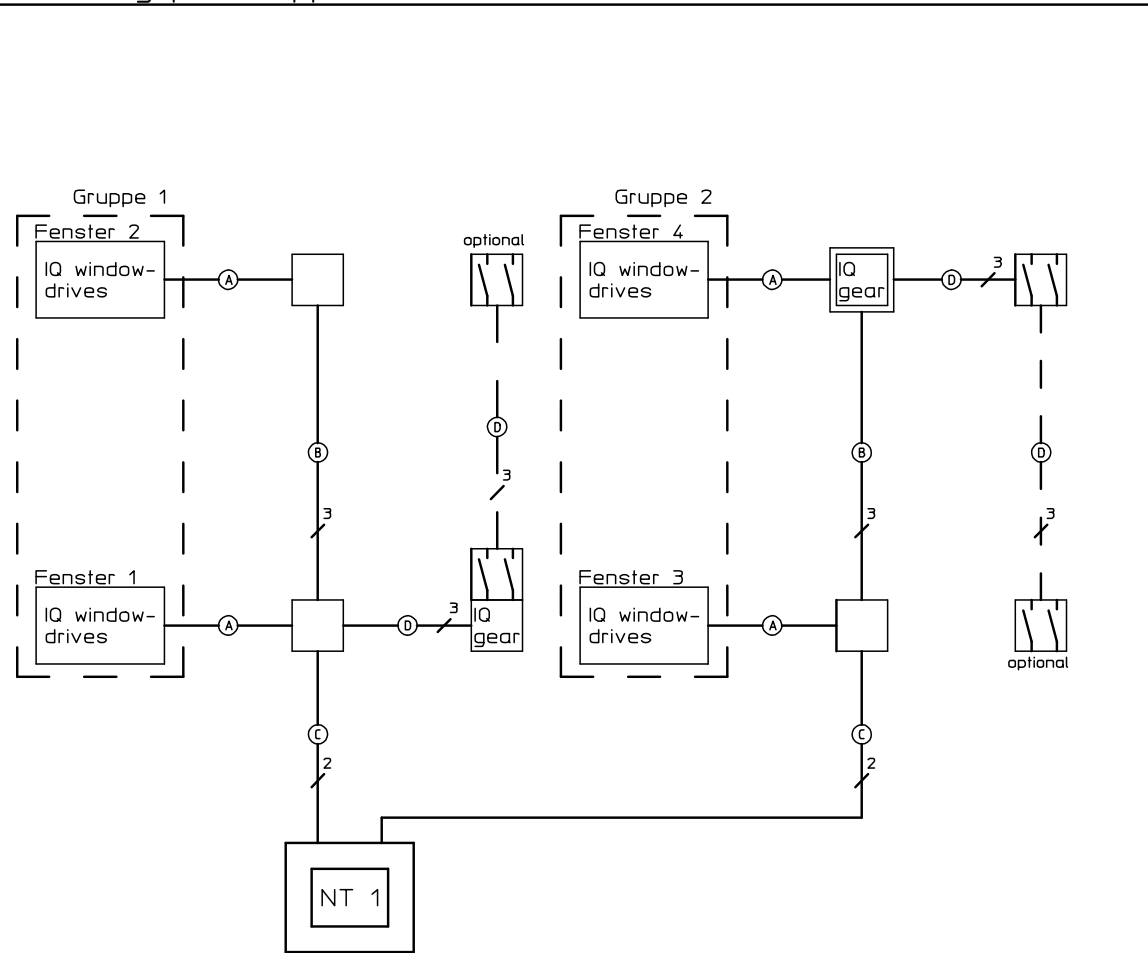 Gruppe 1
Gruppe 2
Fenster 2
IQ window-
drives
A
optional
Fenster 4
IQ window-
drives
A
IQ
gear
D
3
B
3
D
3
B
3
D
3
Fenster 1
IQ window-
drives
A
D
3
IQ
gear
Fenster 3
IQ window-
drives
A
optional
C
2
C
2
NT 1